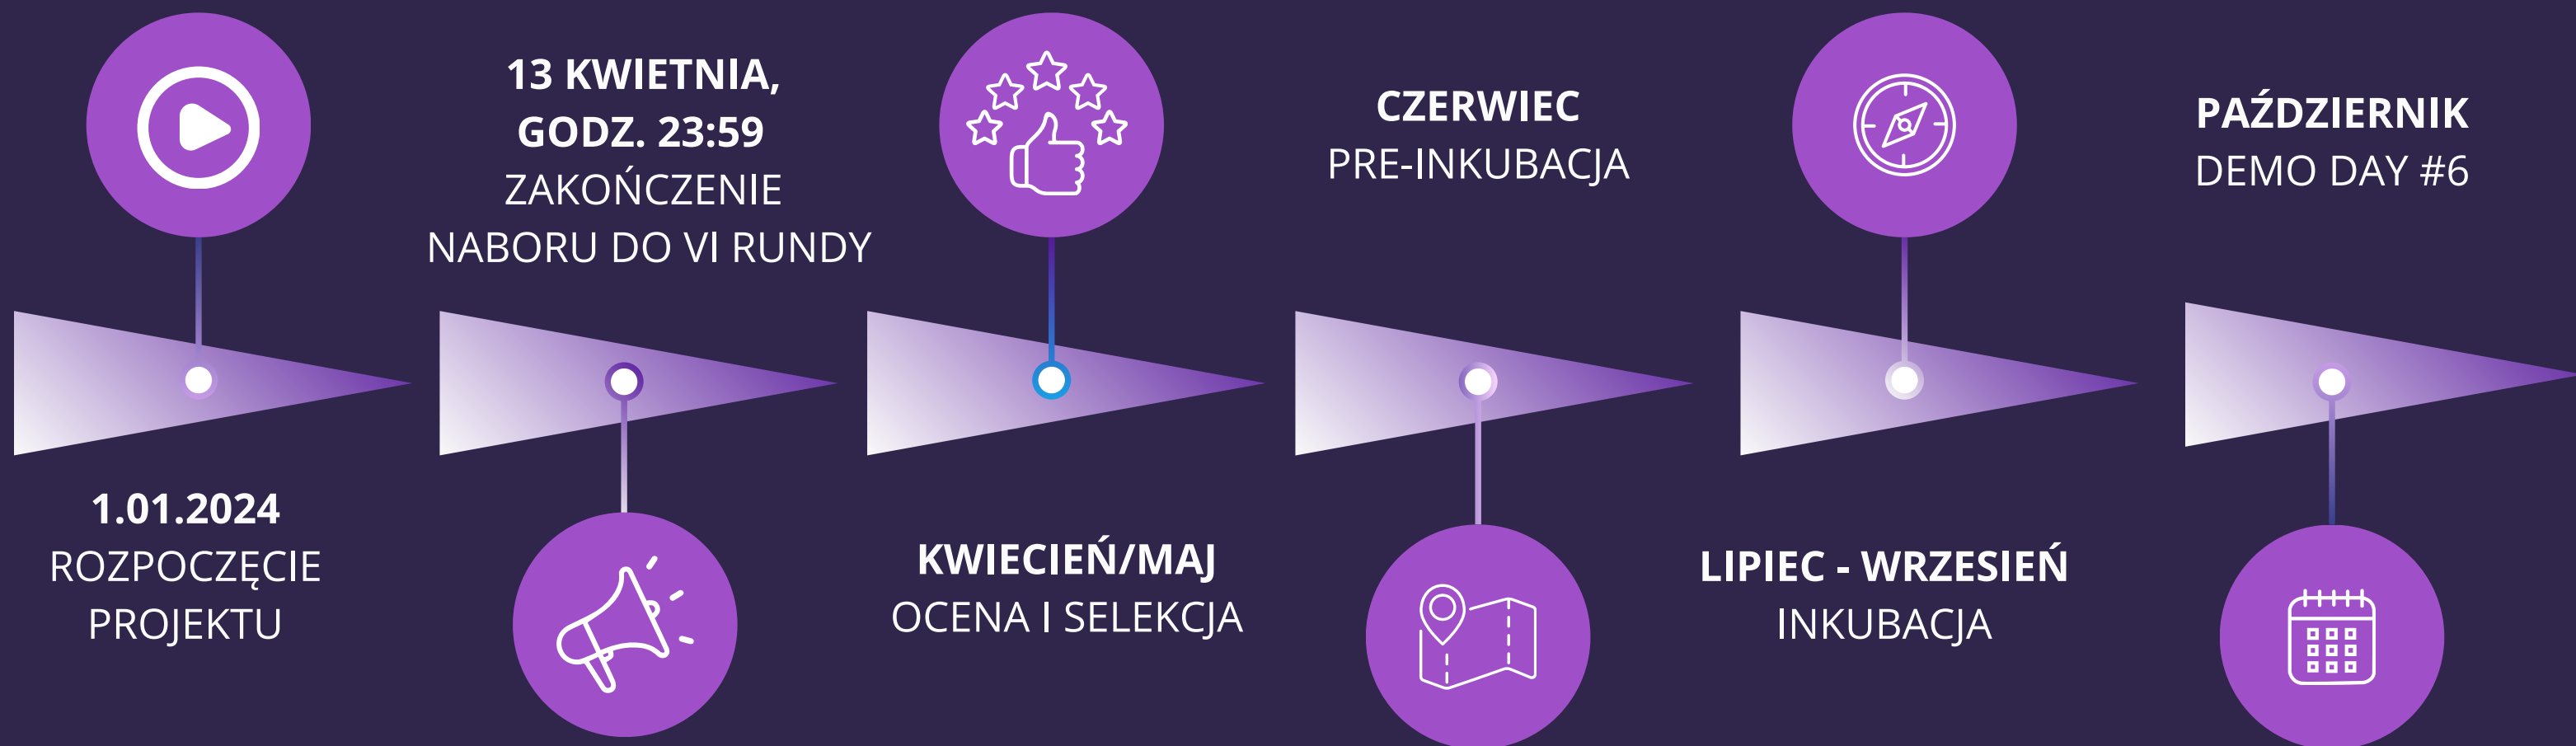 1.01.2024
ROZPOCZĘCIE
PROJEKTU
13 KWIETNIA,
GODZ. 23:59
ZAKOŃCZENIE
NABORU DO VI RUNDY
KWIECIEŃ/MAJ
OCENA I SELEKCJA
CZERWIEC
PRE-INKUBACJA
LIPIEC - WRZESIEŃ
INKUBACJA
PAŹDZIERNIK
DEMO DAY #6